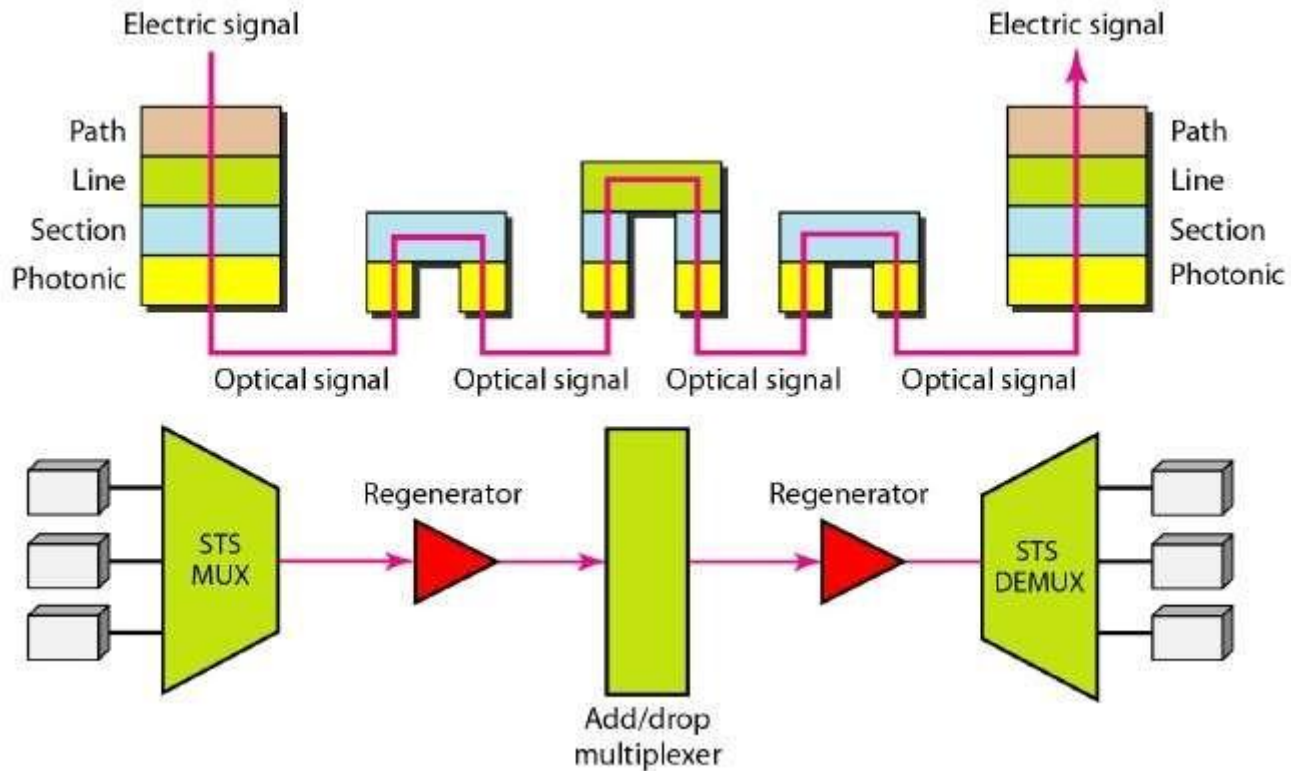 Electric signal
Electric signal
Path
Path
Line
Line
Section
Section
Photonic
Photonic
Optical signal
Optical signal
Optical signal
Optical signal
Regenerator
Regenerator
STS
MUX
STS
DEMUX
Add/drop
multiplexer